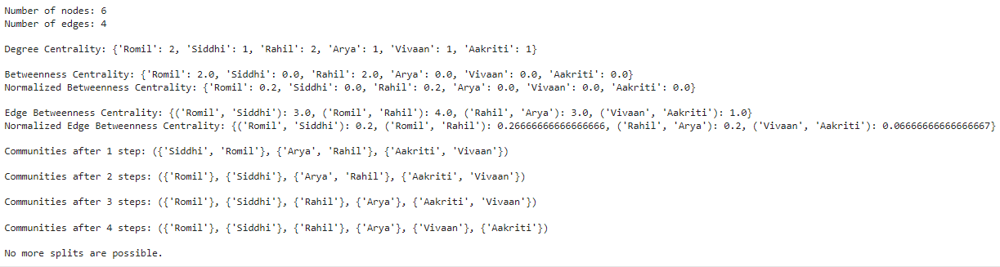 Number of nodes: 6
Number of edges: 4
Degree Centrality: {'Romil': 2, 'Siddhi': 1, 'Rahil': 2, 'Arya': 1, 'Vivaan': 1, 'Aakriti': 1}
Betweenness Centrality: {'Romil': 2.0, 'Siddhi': 0.0, 'Rahil': 2.0, 'Arya': 0.0, 'Vivaan': 0.0, 'Aakriti': 0.0}
Normalized Betweenness Centrality: {'Romil': 0.2, 'Siddhi': 0.0, 'Rahil': 0.2, 'Arya': 0.0, 'Vivaan': 0.0, 'Aakriti': 0.0}
Edge Betweenness Centrality: {('Romil', 'Siddhi'): 3.0, ('Romil', 'Rahil'): 4.0, ('Rahil', 'Arya'): 3.0, ('Vivaan', 'Aakriti'): 1.0}
Normalized Edge Betweenness Centrality: {('Romil', 'Siddhi'): 0.2, ('Romil', 'Rahil'): 0.26666666666666666, ('Rahil', 'Arya'): 0.2, ('Vivaan', 'Aakriti'): 0.06666666666666667}
Communities after 1 step: ({'Siddhi', 'Romil'}, {'Arya', 'Rahil'}, {'Aakriti', 'Vivaan'})
Communities after 2 steps: ({'Romil'}, {'Siddhi'}, {'Arya', 'Rahil'}, {'Aakriti', 'Vivaan'})
Communities after 3 steps: ({'Romil'}, {'Siddhi'}, {'Rahil'}, {'Arya'}, {'Aakriti', 'Vivaan'})
Communities after 4 steps: ({'Romil'}, {'Siddhi'}, {'Rahil'}, {'Arya'}, {'Vivaan'}, {'Aakriti'})
No more splits are possible.